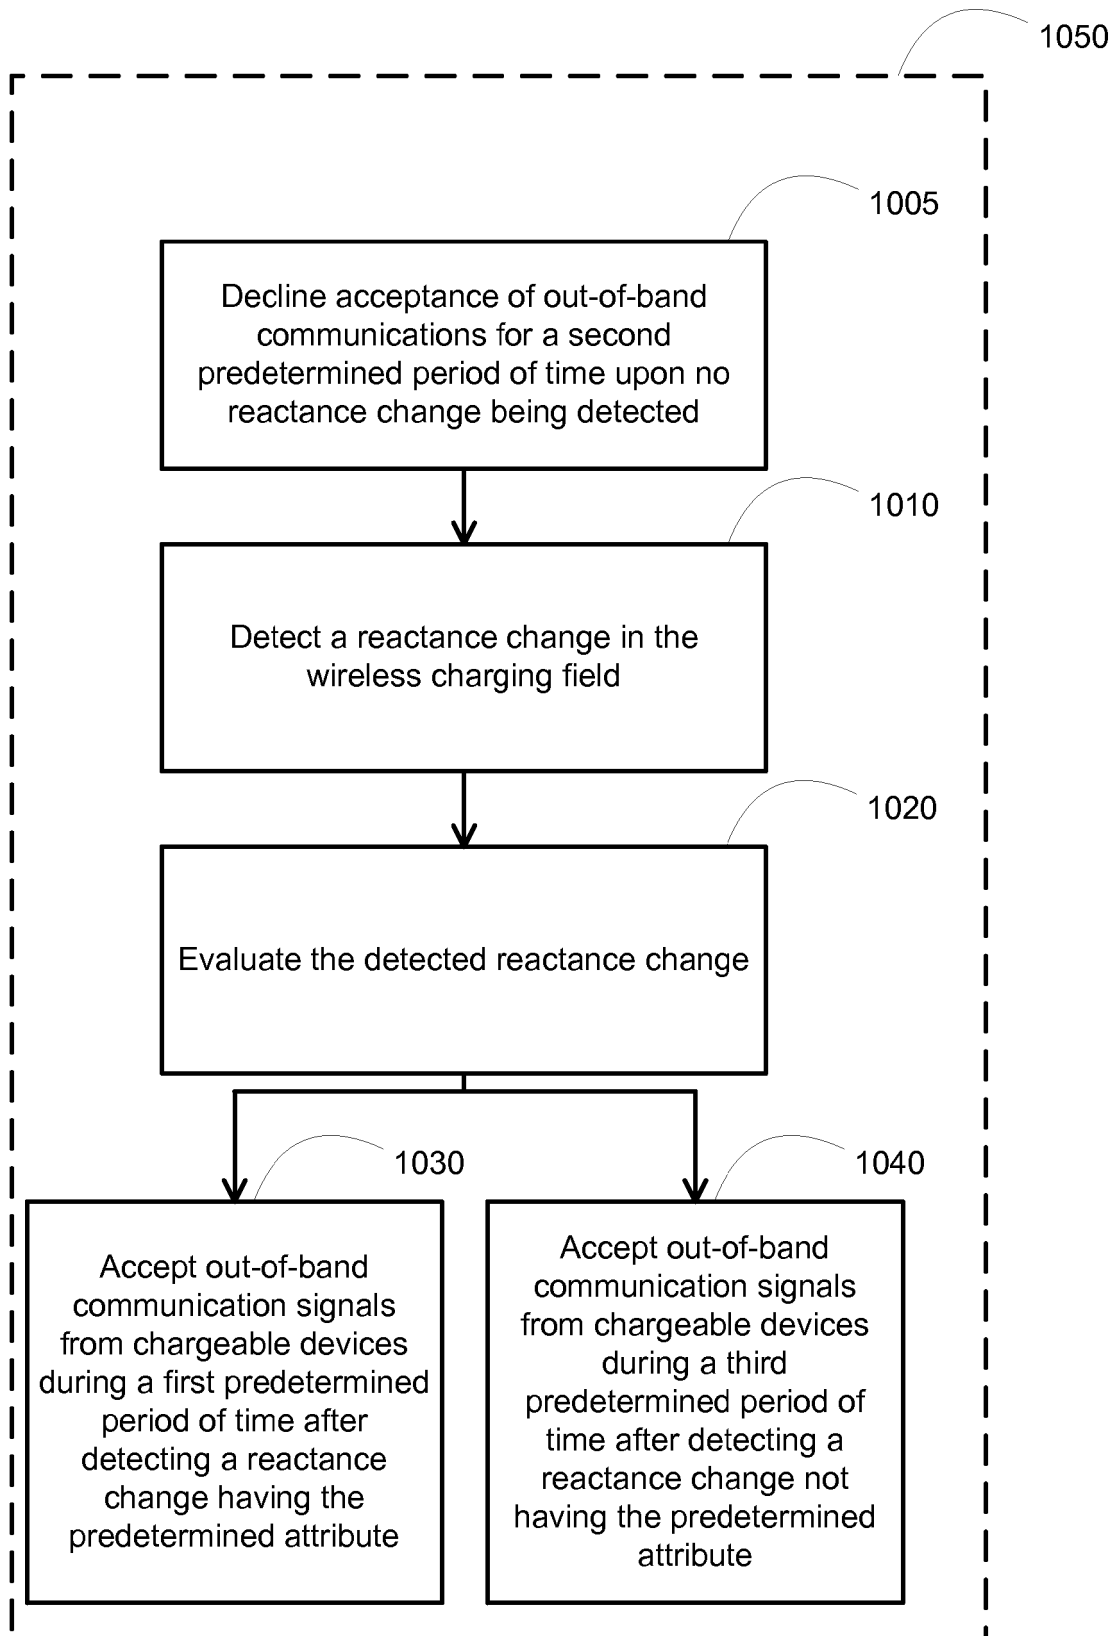 1050
1005
Decline acceptance of out-of-band
communications for a second
predetermined period of time upon no
reactance change being detected
1010
Detect a reactance change in the
wireless charging field
1020
Evaluate the detected reactance change
1030
Accept out-of-band
communication signals
from chargeable devices
during a first predetermined
period of time after
detecting a reactance
change having the
predetermined attribute
1040
Accept out-of-band
communication signals
from chargeable devices
during a third
predetermined period of
time after detecting a
reactance change not
having the predetermined
attribute